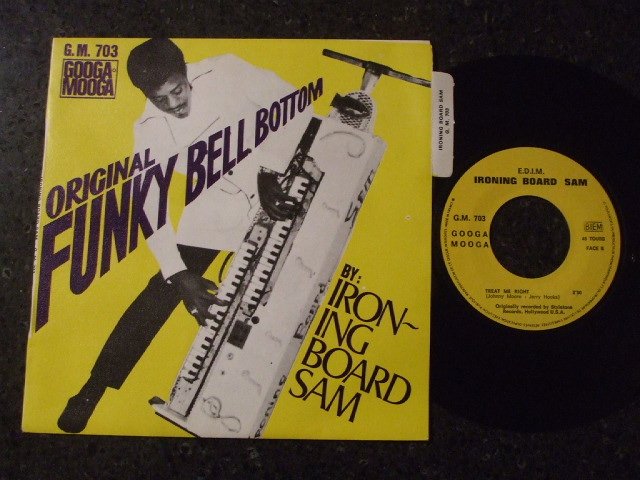 G.M. 703
GOOGA
MOOGA
ORIGINAL
FUNKY BELL BOTTOM
BY:
IRON~
ING
BOARD
SAM
IRONING BOARD SAM
G. M. 703
E.D.I.M.
IRONING BOARD SAM
G.M. 703
GOOGA
MOOGA
BIEM
45 TOURS
FACE B
TREAT ME RIGHT 2'50
(Johnny Moore - Jerry Hooks)
Originally recorded by Styletone
Records, Hollywood U.S.A.